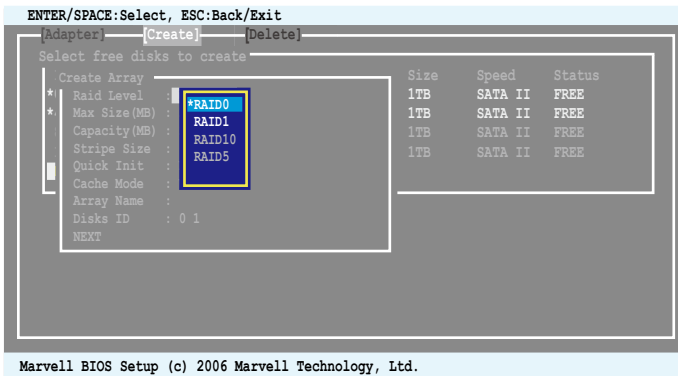 ENTER/SPACE:Select, ESC:Back/Exit
[Adapter] [Create] [Delete]
Select free disks to create
Create Array Size Speed Status
* Raid Level : *RAID0 1TB SATA II FREE
* Max Size(MB) : RAID1 1TB SATA II FREE
Capacity(MB) : RAID10 1TB SATA II FREE
Stripe Size : RAID5 1TB SATA II FREE
Quick Init :
Cache Mode :
Array Name :
Disks ID : 0 1
NEXT
Marvell BIOS Setup (c) 2006 Marvell Technology, Ltd.